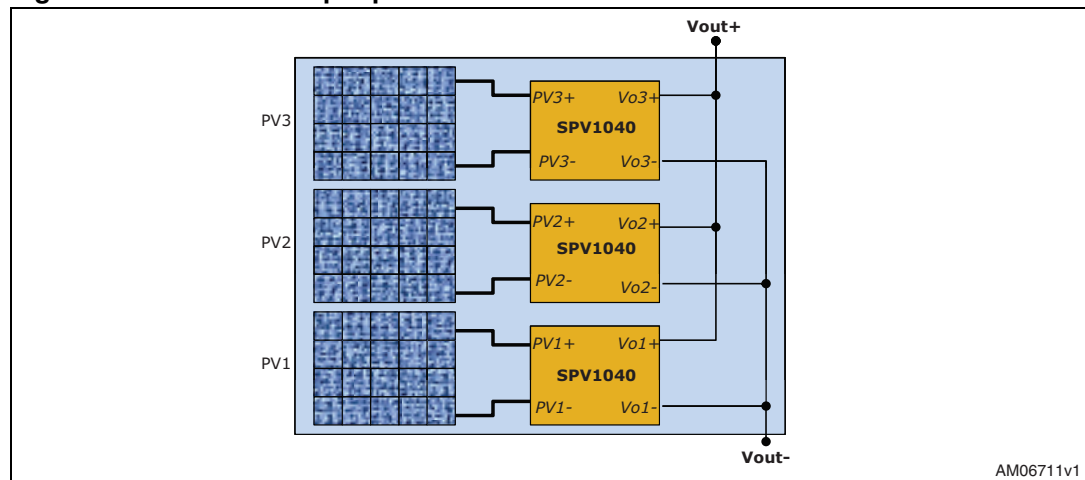 Vout+
PV3
PV3+ Vo3+
SPV1040
PV3- Vo3-
PV2
PV2+ Vo2+
SPV1040
PV2- Vo2-
PV1
PV1+ Vo1+
SPV1040
PV1- Vo1-
Vout-
AM06711v1